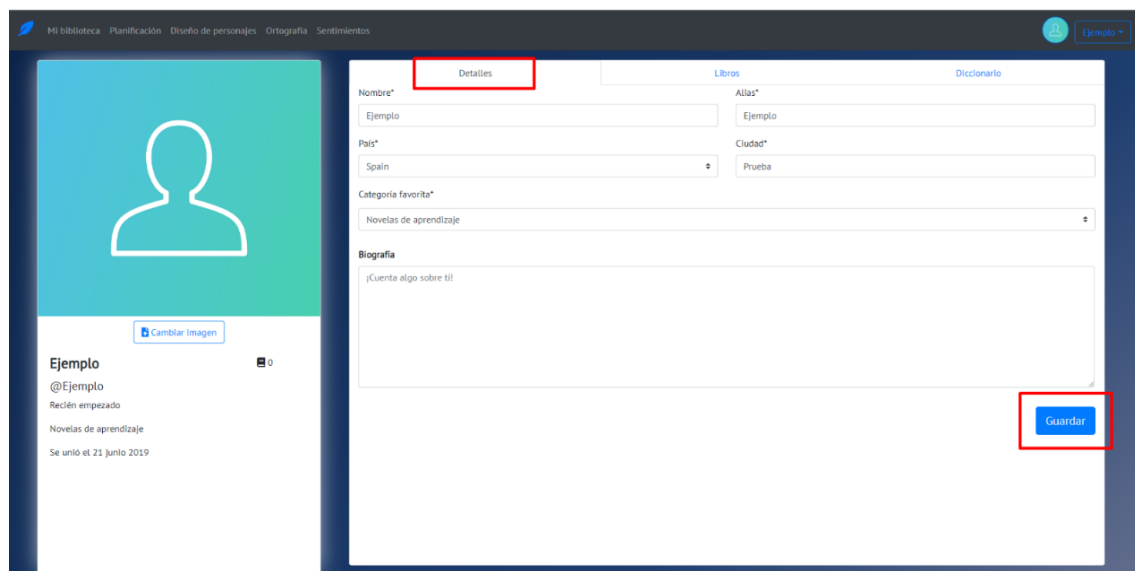 Mi biblioteca Planificación Diseño de personajes Ortografía Sentimientos Ejemplo
Detalles Libros Diccionario
Nombre* Alias*
Ejemplo Ejemplo
País* Ciudad*
Spain Prueba
Categoría favorita*
Novelas de aprendizaje
Biografía
¡Cuenta algo sobre ti!
Cambiar Imagen
Ejemplo 0
@Ejemplo
Recién empezado
Novelas de aprendizaje
Se unió el 21 junio 2019
Guardar